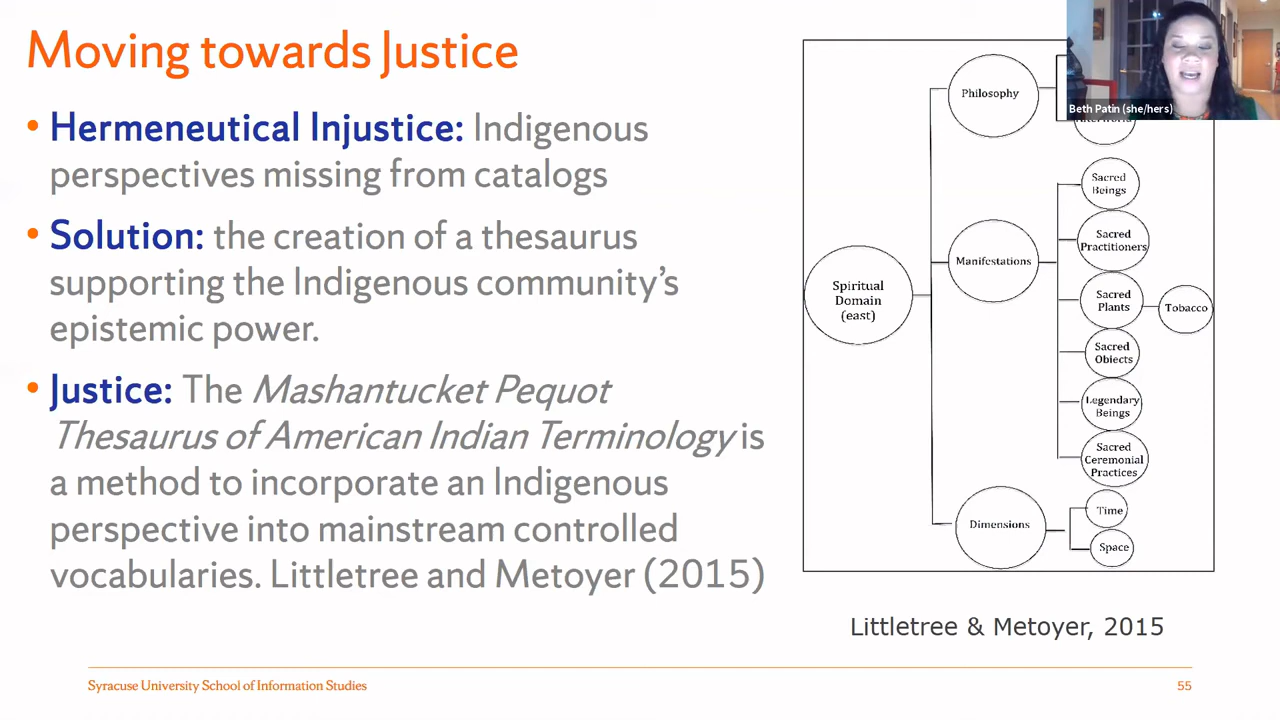 Moving towards Justice
• Hermeneutical Injustice: Indigenous
perspectives missing from catalogs
• Solution: the creation of a thesaurus
supporting the Indigenous community's
epistemic power.
• Justice: The Mashantucket Pequot
Thesaurus of American Indian Terminology is
a method to incorporate an Indigenous
perspective into mainstream controlled
vocabularies. Littletree and Metoyer (2015)
Beth Patin (she/hers)
Philosophy
Sacred
Beings
Sacred
Practitioners
Manifestations
Spiritual
Domain
(east)
Sacred
Plants
Tobacco
Sacred
Objects
Legendary
Beings
Sacred
Ceremonial
Practices
Dimensions
Time
Space
Littletree & Metoyer, 2015
Syracuse University School of Information Studies
55